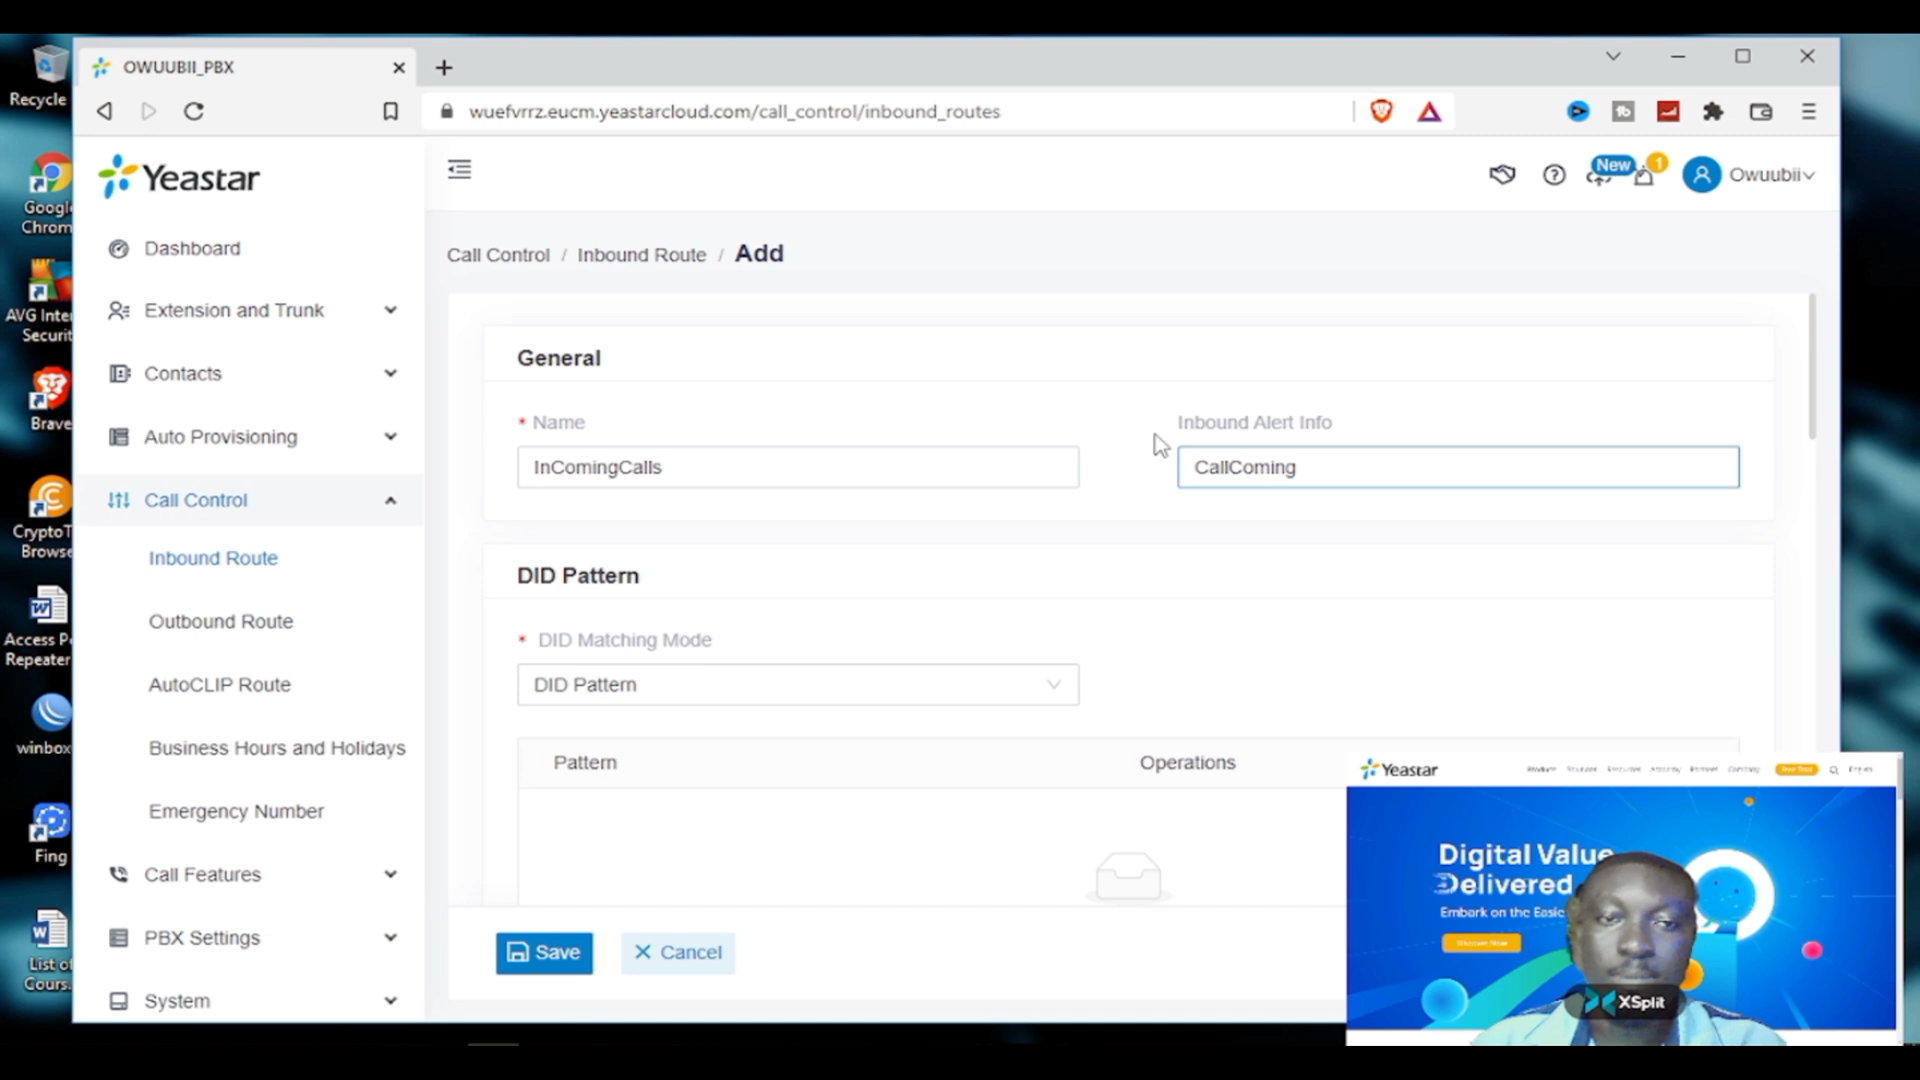 OWUUBII_PBX
wuefvrrz.eucm.yeastarcloud.com/call_control/inbound_routes
Recycle
Google
Chrom
AVG Inte
Securit
Brave
CryptoT
Browse
Access P
Repeater
winbox
Fing
List of
Cours.
Yeastar
Dashboard
Extension and Trunk
Contacts
Auto Provisioning
Call Control
Inbound Route
Outbound Route
AutoCLIP Route
Business Hours and Holidays
Emergency Number
Call Features
PBX Settings
System
New
1
Owuubii
Call Control / Inbound Route / Add
General
* Name
InComingCalls
Inbound Alert Info
CallComing
DID Pattern
* DID Matching Mode
DID Pattern
Pattern
Operations
Save
Cancel
Yeastar
Digital Value
Delivered
Embark on the Easie
XSplit